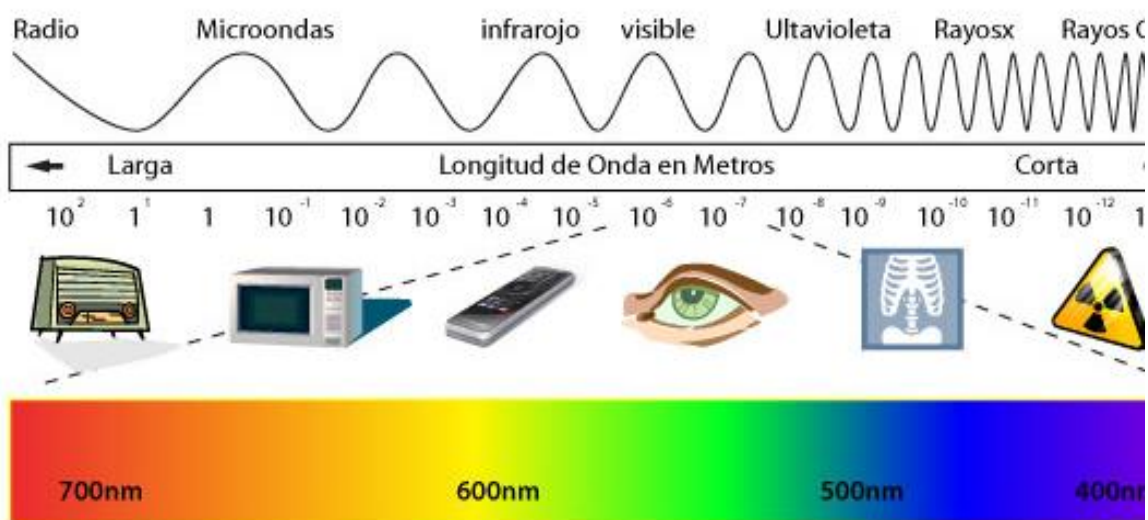 Radio Microondas infrarojo visible Ultavioleta Rayosx Rayos
Larga Longitud de Onda en Metros Corta
10² 1¹ 1 10⁻¹ 10⁻² 10⁻³ 10⁻⁴ 10⁻⁵ 10⁻⁶ 10⁻⁷ 10⁻⁸ 10⁻⁹ 10⁻¹⁰ 10⁻¹¹ 10⁻¹²
700nm 600nm 500nm 400nm